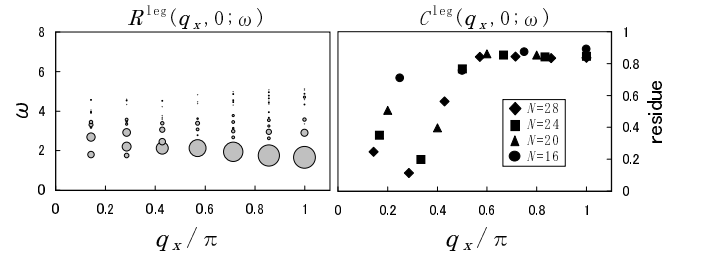 R^leg(q_x, 0; ω)
8
6
4
2
0
ω
0 0.2 0.4 0.6 0.8 1
q_x/π
C^leg(q_x, 0; ω)
1
0.8
0.6
0.4
0.2
0
residue
N=28
N=24
N=20
N=16
0 0.2 0.4 0.6 0.8 1.0
q_x/π